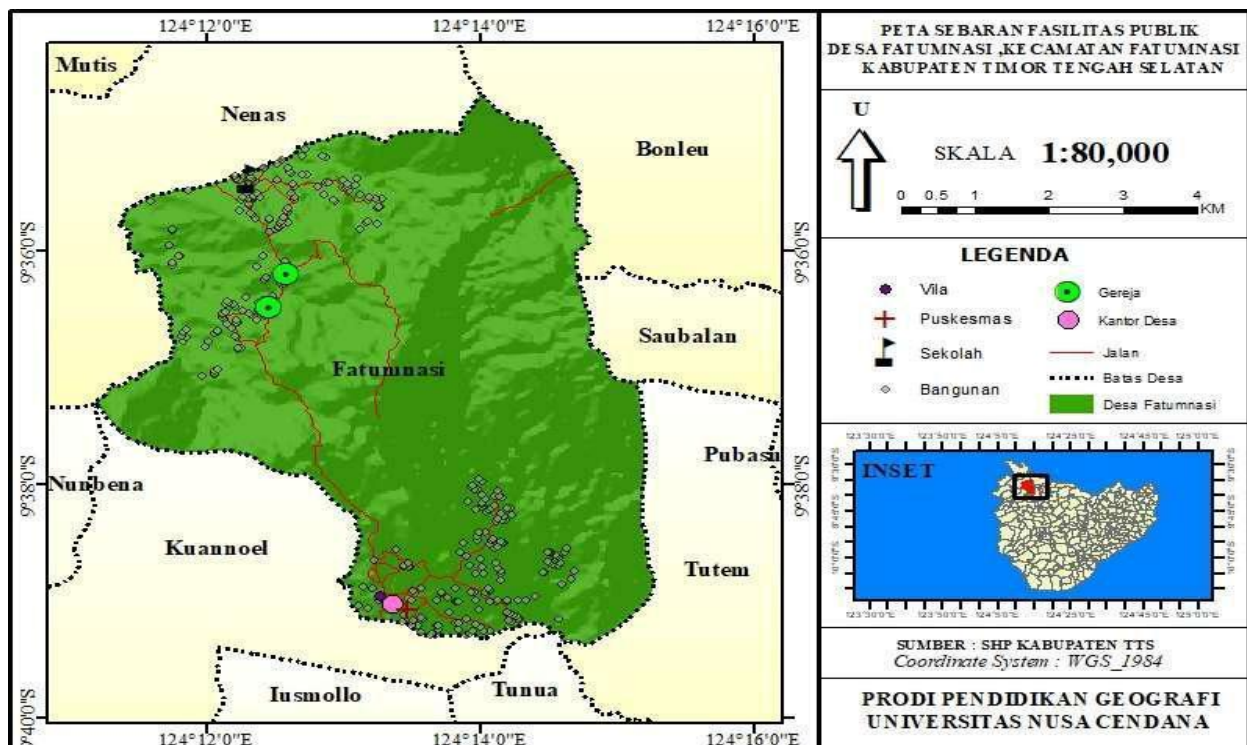 124°12'0"E 124°14'0"E 124°16'0"E
Mutis
Nenas
Bonleu
9°36'0"S 9°36'0"S
Saubalan
Fatumnasi
Pubasu
Nunbena
9°38'0"S 9°38'0"S
Kuannoel
Tutem
Iusmollo
Tunua
9°40'0"S 9°40'0"S
124°12'0"E 124°14'0"E 124°16'0"E
PETA SEBARAN FASILITAS PUBLIK
DESA FATUMNASI ,KECAMATAN FATUMNASI
KABUPATEN TIMOR TENGAH SELATAN
U
SKALA 1:80,000
0 0.5 1 2 3 4
KM
LEGENDA
Vila
Puskesmas
Sekolah
Bangunan
Gereja
Kantor Desa
Jalan
Batas Desa
Desa Fatumnasi
INSET
SUMBER : SHP KABUPATEN TTS
Coordinate System : WGS_1984
PRODI PENDIDIKAN GEOGRAFI
UNIVERSITAS NUSA CENDANA